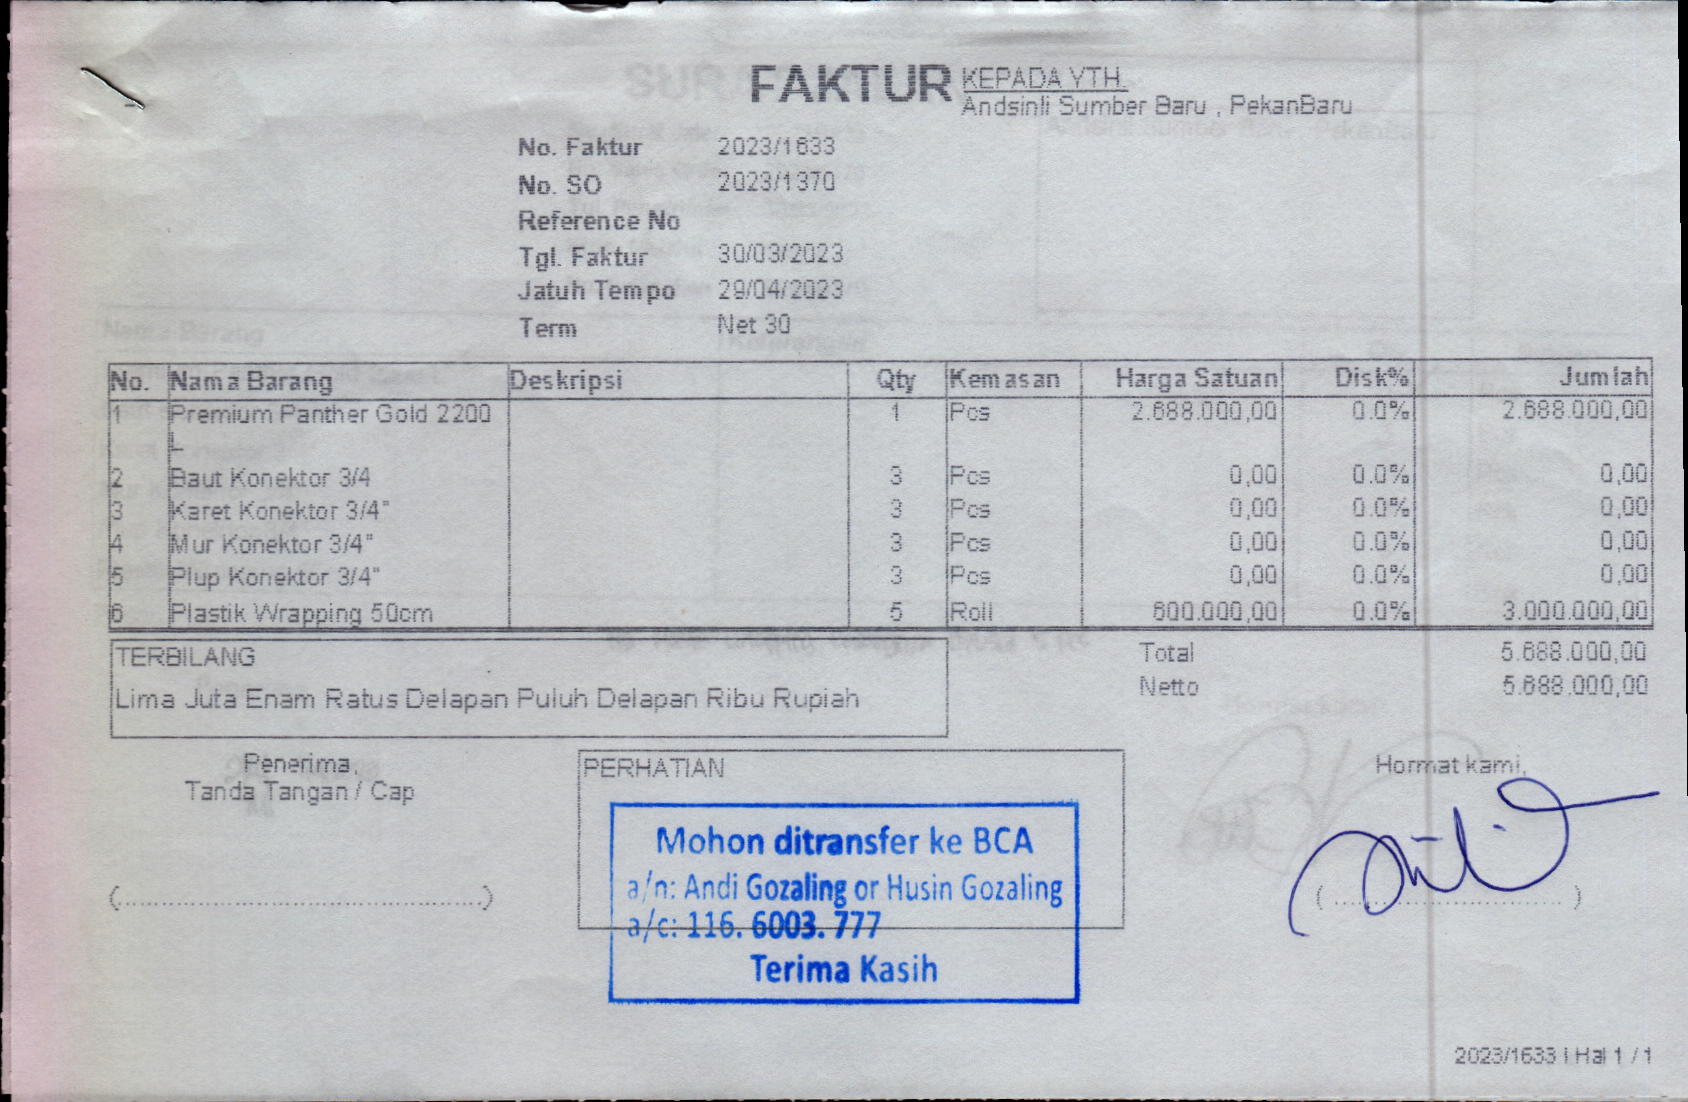 FAKTUR
KEPADA YTH.
Andsinli Sumber Baru , PekanBaru
No. Faktur 2023/1633
No. SO 2023/1370
Reference No
Tgl. Faktur 30/03/2023
Jatuh Tempo 29/04/2023
Term Net 30
No. Nama Barang Deskripsi Qty Kemasan Harga Satuan Disk% Jumlah
1 Premium Panther Gold 2200 1 Pcs 2.688.000,00 0.0% 2.688.000,00
L
2 Baut Konektor 3/4 3 Pcs 0,00 0.0% 0,00
3 Karet Konektor 3/4" 3 Pcs 0,00 0.0% 0,00
4 Mur Konektor 3/4" 3 Pcs 0,00 0.0% 0,00
5 Plup Konektor 3/4" 3 Pcs 0,00 0.0% 0,00
6 Plastik Wrapping 50cm 5 Roll 600.000,00 0.0% 3.000.000,00
TERBILANG
Lima Juta Enam Ratus Delapan Puluh Delapan Ribu Rupiah
Total 5.688.000,00
Netto 5.688.000,00
Penerima,
Tanda Tangan / Cap
(................................................)
PERHATIAN
Mohon ditransfer ke BCA
a/n: Andi Gozaling or Husin Gozaling
a/c: 116. 6003. 777
Terima Kasih
Hormat kami,
(..............................)
2023/1633 | Hal 1 / 1